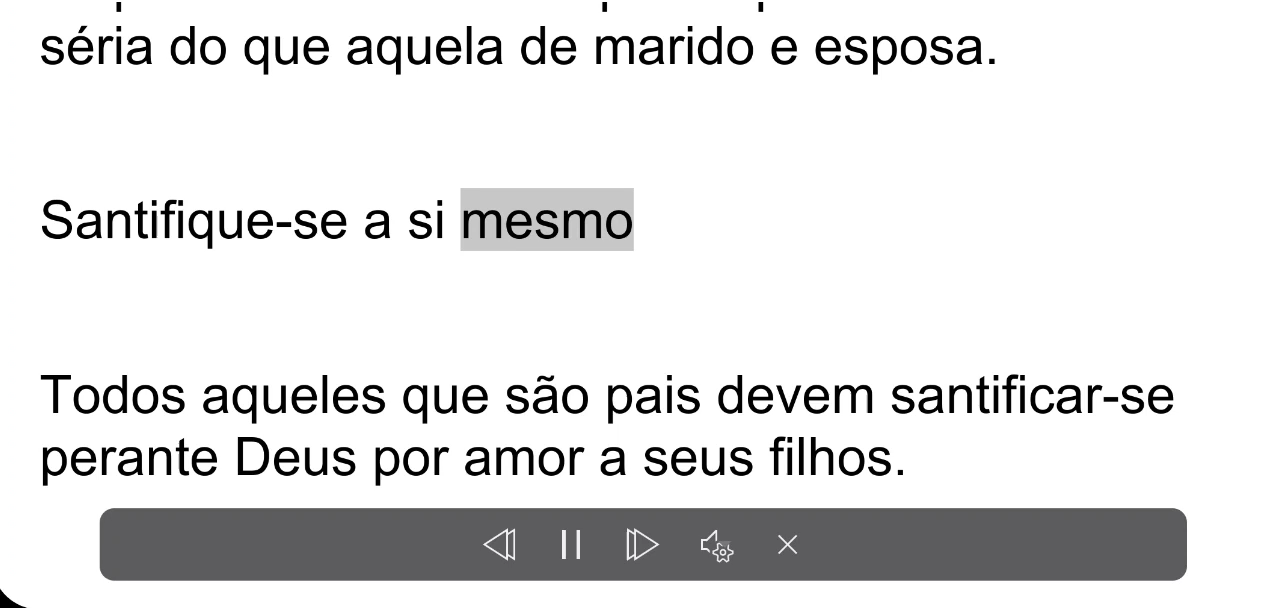 séria do que aquela de marido e esposa.
Santifique-se a si mesmo
Todos aqueles que são pais devem santificar-se
perante Deus por amor a seus filhos.